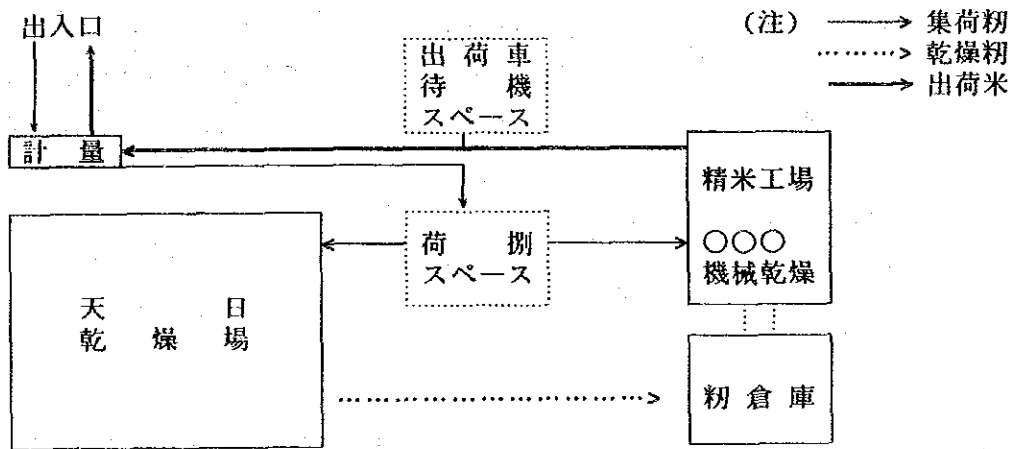 出入口
(注) 集荷籾
乾燥籾
出荷米
出荷車
待機
スペース
計量
精米工場
○○○
機械乾燥
荷捌
スペース
天日
乾燥場
籾倉庫